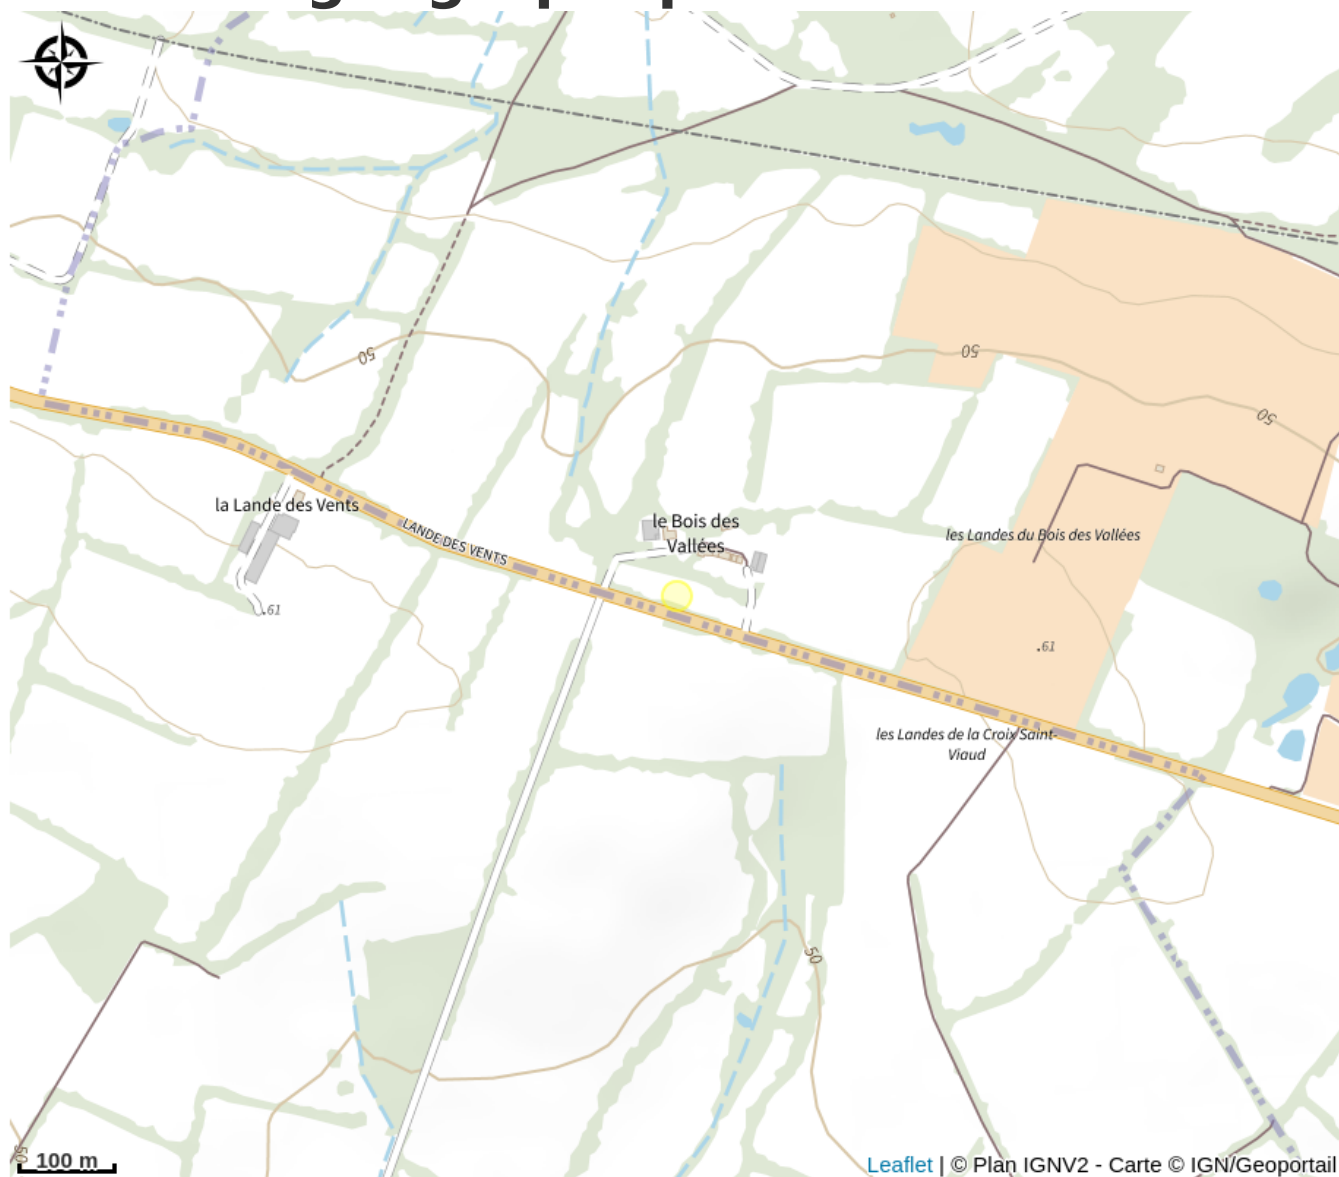 50
50
50
la Lande des Vents
LANDE DES VENTS
le Bois des
Vallées
les Landes du Bois des Vallées
.61
.61
les Landes de la Croix Saint-
Viaud
50
50
100 m
Leaflet | © Plan IGNV2 - Carte © IGN/Geoportail